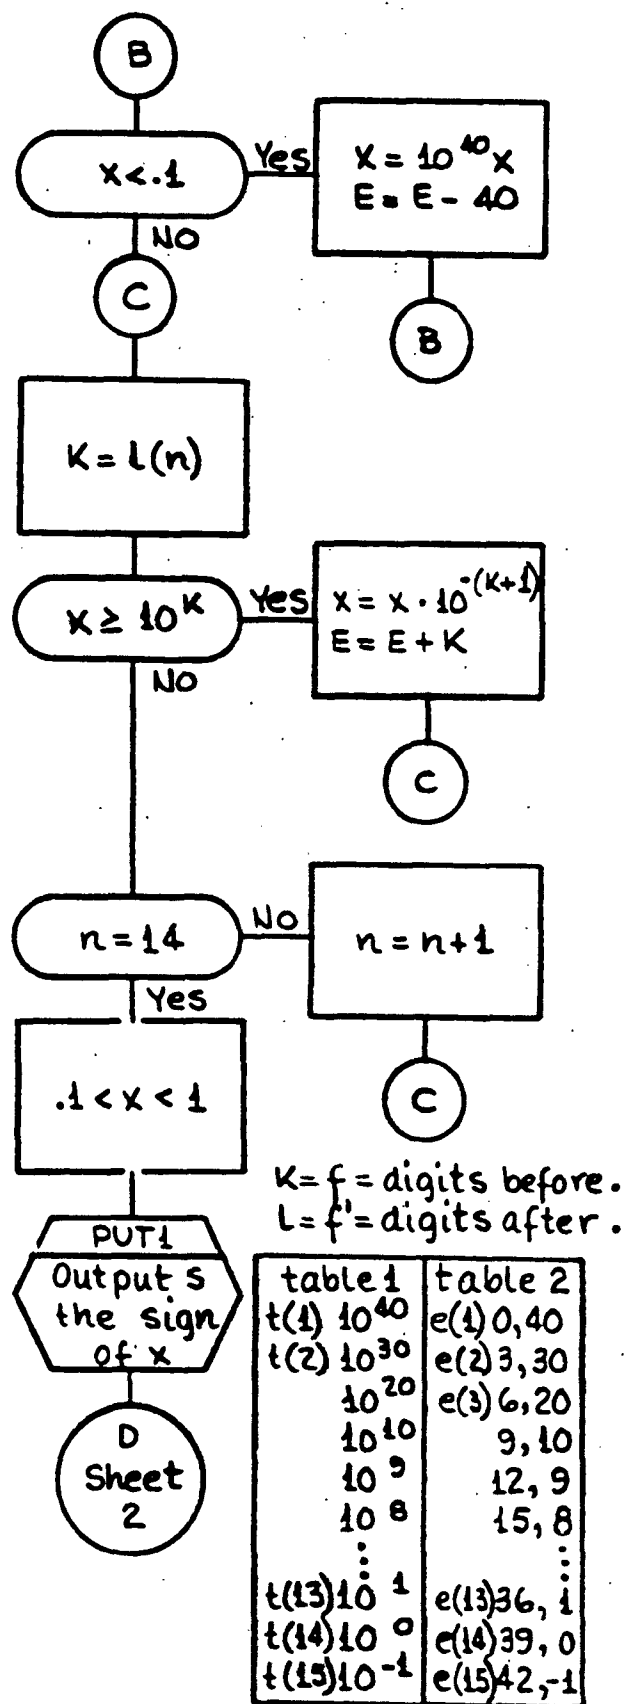 B
x<.1
Yes
X = 10^40 X
E = E - 40
NO
C
B
K = l(n)
x ≥ 10^K
Yes
x = x · 10^-(K+1)
E = E + K
NO
C
n = 14
No
n = n+1
Yes
.1 < x < 1
C
K = f = digits before.
L = f' = digits after.
PUT1
Output s
the sign
of x
D
Sheet
2
table 1
t(1) 10^40
t(2) 10^30
10^20
10^10
10^9
10^8
⋮
t(13) 10^1
t(14) 10^0
t(15) 10^-1
table 2
e(1) 0,40
e(2) 3,30
e(3) 6,20
9,10
12, 9
15, 8
⋮
e(13) 36, 1
e(14) 39, 0
e(15) 42,-1